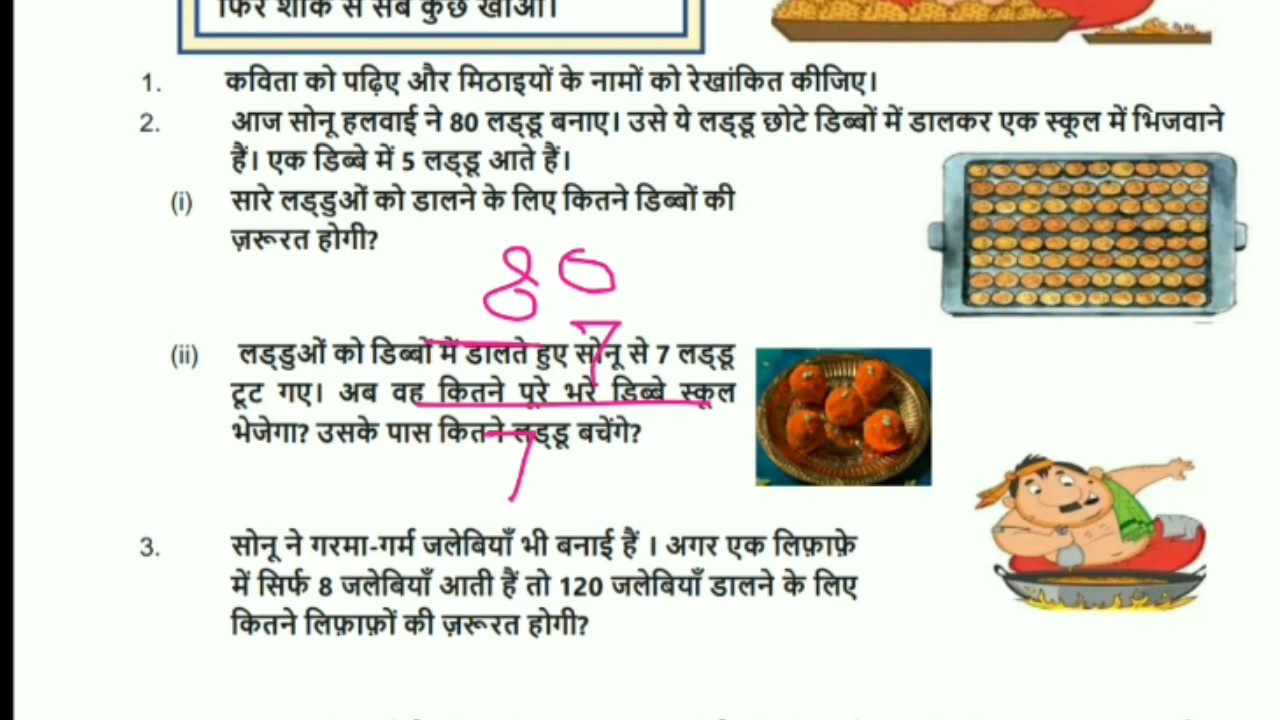 फिर शौक से सब कुछ खाओ।
1. कविता को पढ़िए और मिठाइयों के नामों को रेखांकित कीजिए।
2. आज सोनू हलवाई ने 80 लड्डू बनाए। उसे ये लड्डू छोटे डिब्बों में डालकर एक स्कूल में भिजवाने
हैं। एक डिब्बे में 5 लड्डू आते हैं।
(i) सारे लड्डुओं को डालने के लिए कितने डिब्बों की
ज़रूरत होगी?
80
7
(ii) लड्डुओं को डिब्बों में डालते हुए सोनू से 7 लड्डू
टूट गए। अब वह कितने पूरे भरे डिब्बे स्कूल
भेजेगा? उसके पास कितने लड्डू बचेंगे?
7
3. सोनू ने गरमा-गर्म जलेबियाँ भी बनाई हैं । अगर एक लिफ़ाफ़े
में सिर्फ 8 जलेबियाँ आती हैं तो 120 जलेबियाँ डालने के लिए
कितने लिफ़ाफ़ों की ज़रूरत होगी?